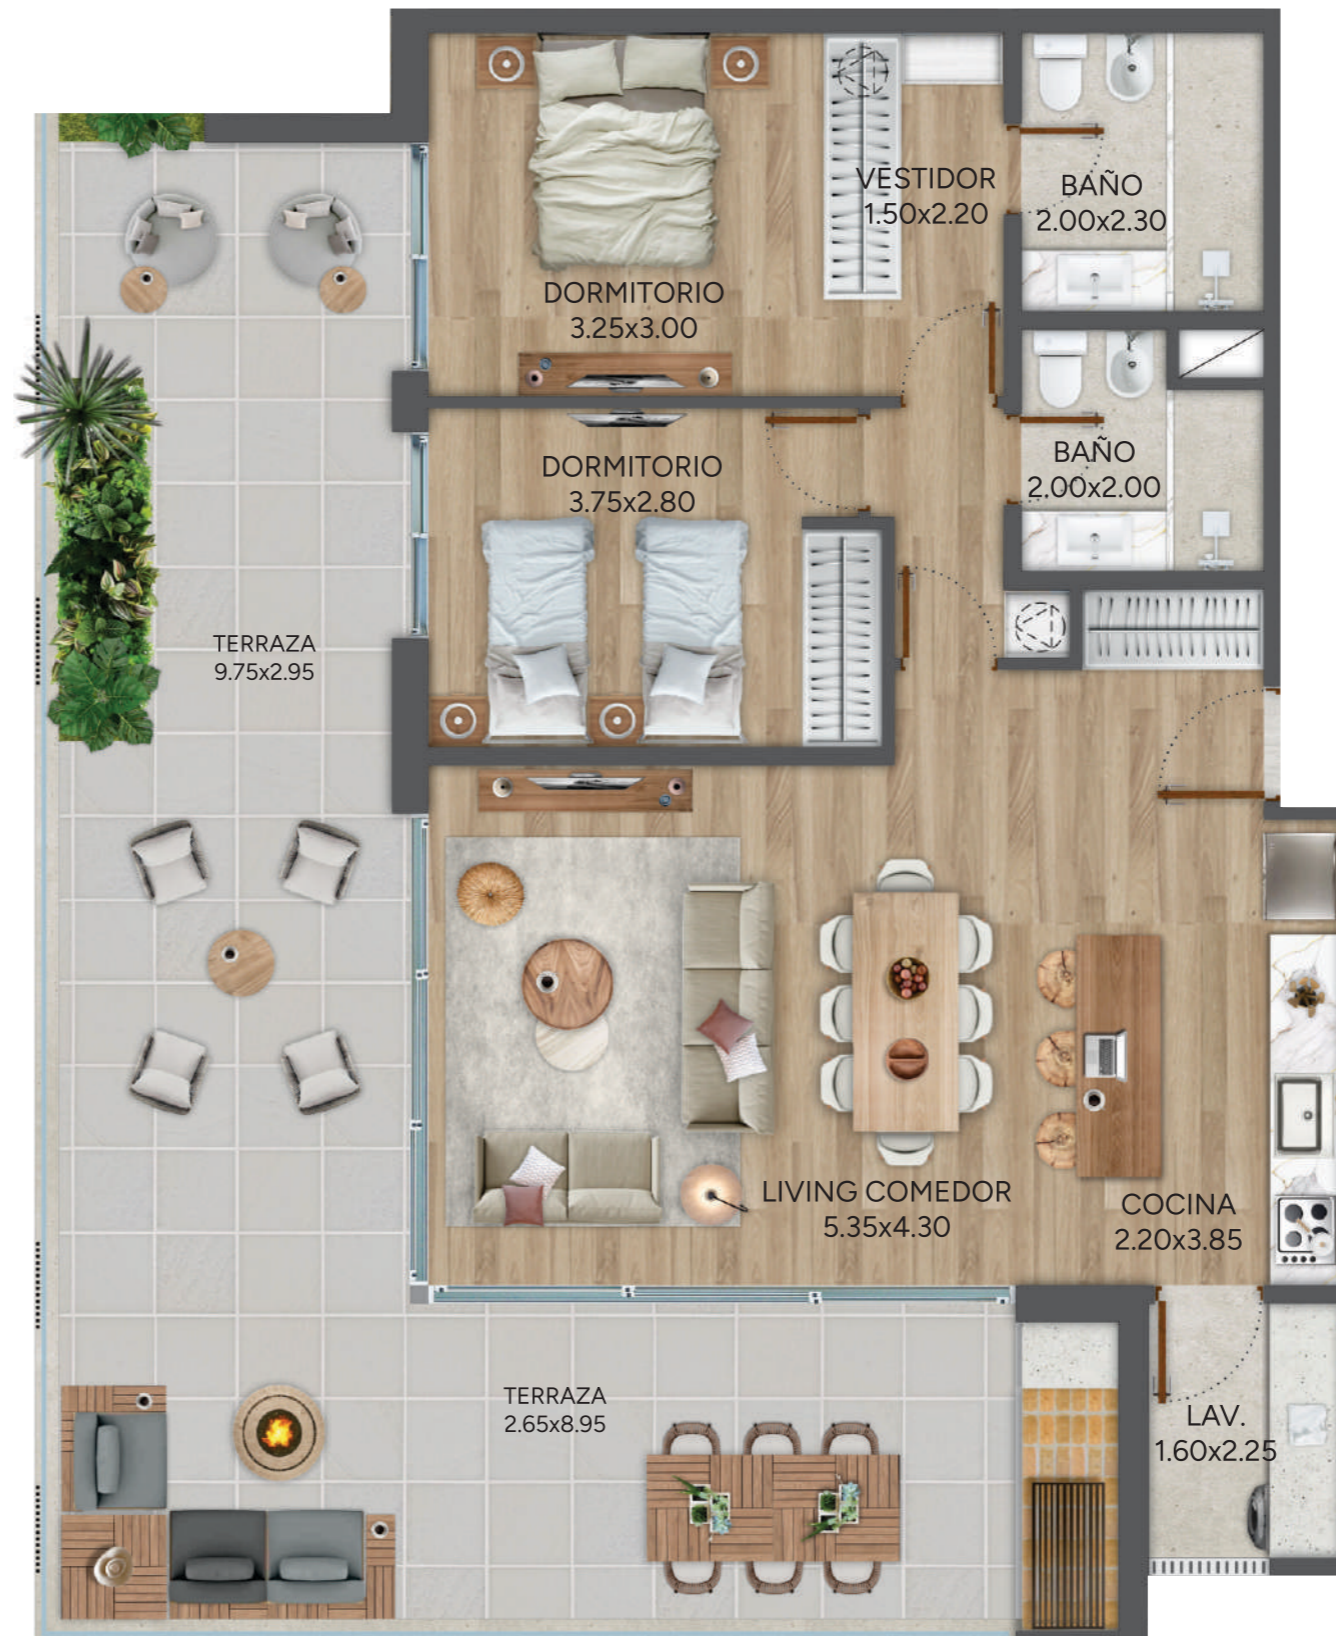 VESTIDOR
1.50x2.20
BAÑO
2.00x2.30
DORMITORIO
3.25x3.00
DORMITORIO
3.75x2.80
BAÑO
2.00x2.00
TERRAZA
9.75x2.95
LIVING COMEDOR
5.35x4.30
COCINA
2.20x3.85
TERRAZA
2.65x8.95
LAV.
1.60x2.25